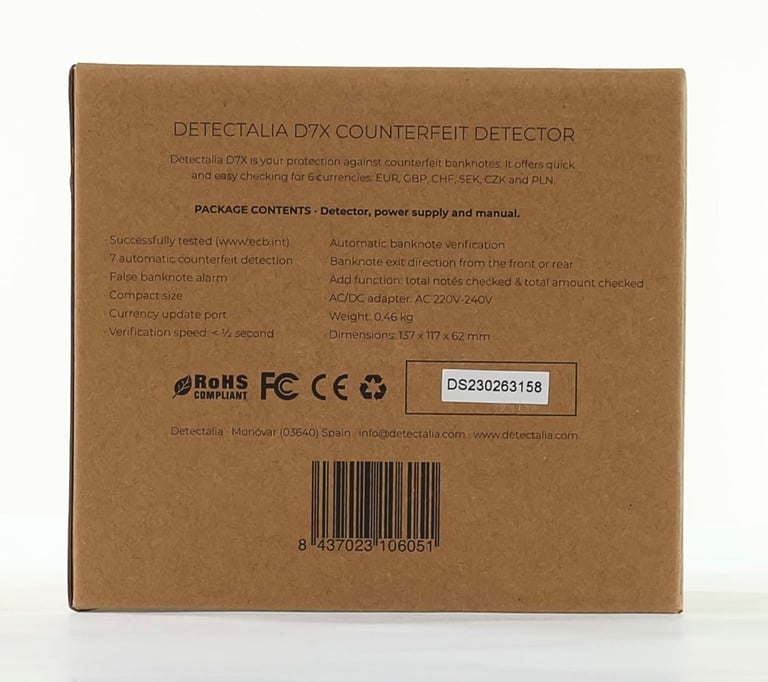 DETECTALIA D7X COUNTERFEIT DETECTOR
Detectalia D7X is your protection against counterfeit banknotes. It offers quick
and easy checking for 6 currencies: EUR, GBP, CHF, SEK, CZK and PLN.
PACKAGE CONTENTS · Detector, power supply and manual.
· Successfully tested (www.ecb.int)
· 7 automatic counterfeit detection
· False banknote alarm
· Compact size
· Currency update port
· Verification speed: < ½ second
· Automatic banknote verification
· Banknote exit direction from the front or rear
· Add function: total notes checked & total amount checked
· AC/DC adapter: AC 220V-240V
· Weight: 0,46 kg
· Dimensions: 137 x 117 x 62 mm
RoHS
COMPLIANT
FC
CE
DS230263158
Detectalia · Monóvar (03640) Spain · info@detectalia.com · www.detectalia.com
8 437023 106051